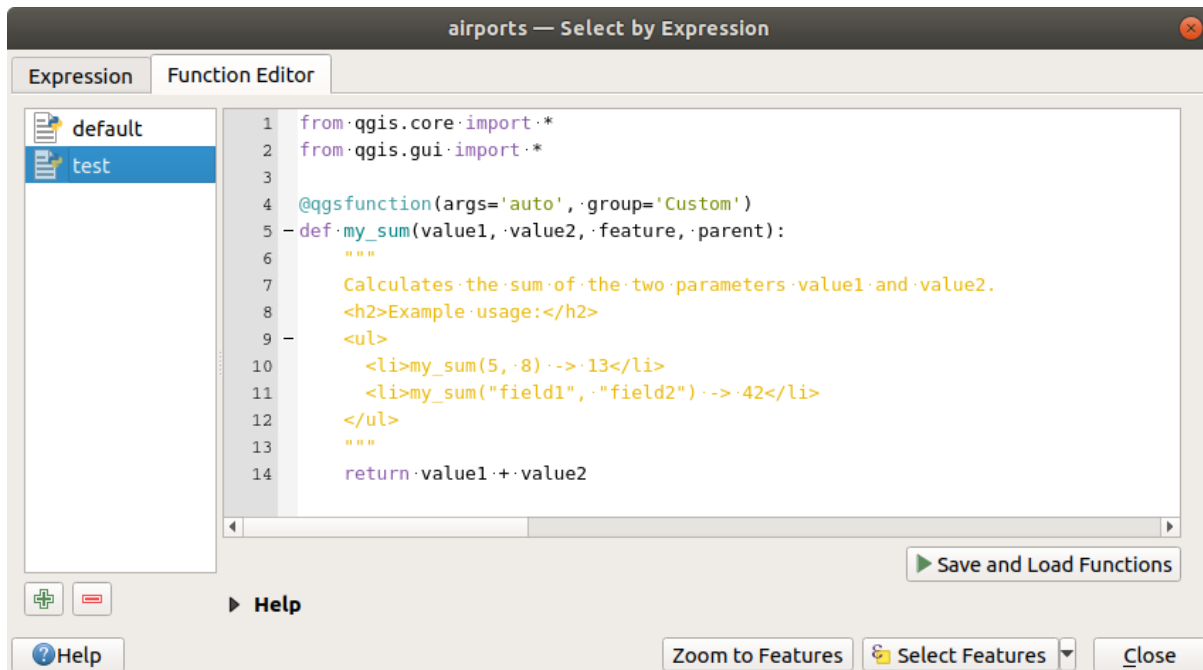 airports — Select by Expression
Expression
Function Editor
default
test
1 from qgis.core import *
2 from qgis.gui import *
3
4 @qgsfunction(args='auto', group='Custom')
5 def my_sum(value1, value2, feature, parent):
6     """
7     Calculates the sum of the two parameters value1 and value2.
8     <h2>Example usage:</h2>
9     <ul>
10       <li>my_sum(5, 8) -> 13</li>
11       <li>my_sum("field1", "field2") -> 42</li>
12     </ul>
13     """
14     return value1 + value2
Save and Load Functions
Help
Help
Zoom to Features
Select Features
Close